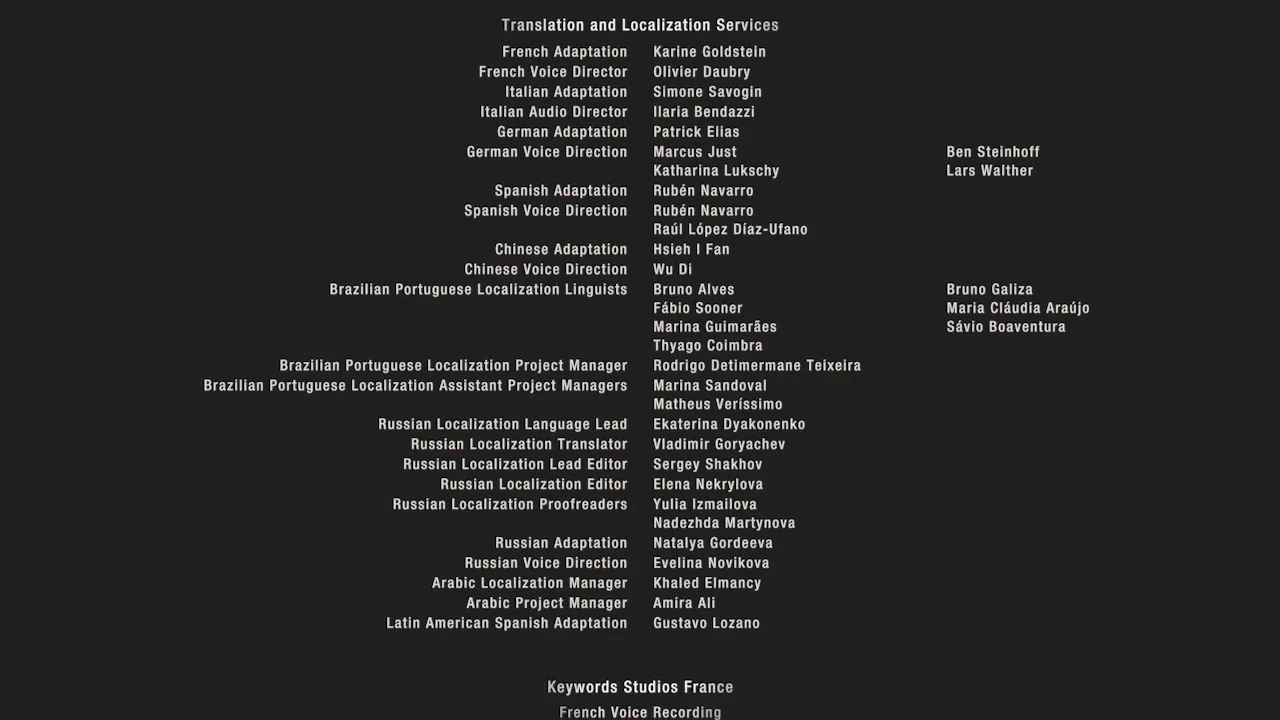 Translation and Localization Services
French Adaptation Karine Goldstein
French Voice Director Olivier Daubry
Italian Adaptation Simone Savogin
Italian Audio Director Ilaria Bendazzi
German Adaptation Patrick Elias
German Voice Direction Marcus Just Ben Steinhoff
Katharina Lukschy Lars Walther
Spanish Adaptation Rubén Navarro
Spanish Voice Direction Rubén Navarro
Raúl López Díaz-Ufano
Chinese Adaptation Hsieh I Fan
Chinese Voice Direction Wu Di
Brazilian Portuguese Localization Linguists Bruno Alves Bruno Galiza
Fábio Sooner Maria Cláudia Araújo
Marina Guimarães Sávio Boaventura
Thyago Coimbra
Brazilian Portuguese Localization Project Manager Rodrigo Detimermane Teixeira
Brazilian Portuguese Localization Assistant Project Managers Marina Sandoval
Matheus Veríssimo
Russian Localization Language Lead Ekaterina Dyakonenko
Russian Localization Translator Vladimir Goryachev
Russian Localization Lead Editor Sergey Shakhov
Russian Localization Editor Elena Nekrylova
Russian Localization Proofreaders Yulia Izmailova
Nadezhda Martynova
Russian Adaptation Natalya Gordeeva
Russian Voice Direction Evelina Novikova
Arabic Localization Manager Khaled Elmancy
Arabic Project Manager Amira Ali
Latin American Spanish Adaptation Gustavo Lozano
Keywords Studios France
French Voice Recording